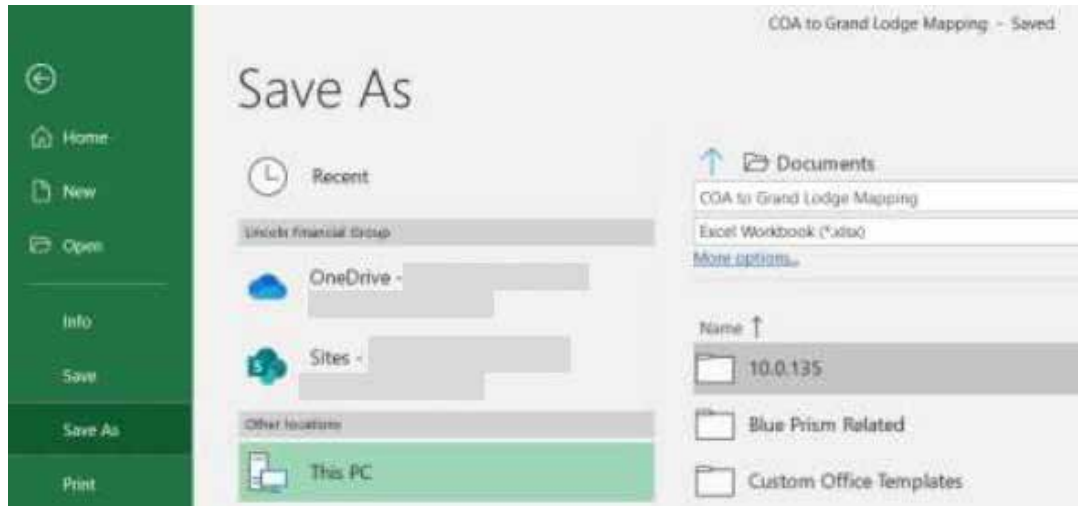 COA to Grand Lodge Mapping - Saved
Save As
Home
New
Open
Info
Save
Save As
Print
Recent
Lincoln Financial Group
OneDrive -
Sites -
Other locations
This PC
Documents
COA to Grand Lodge Mapping
Excel Workbook (*.xlsx)
More options...
Name ↑
10.0.135
Blue Prism Related
Custom Office Templates